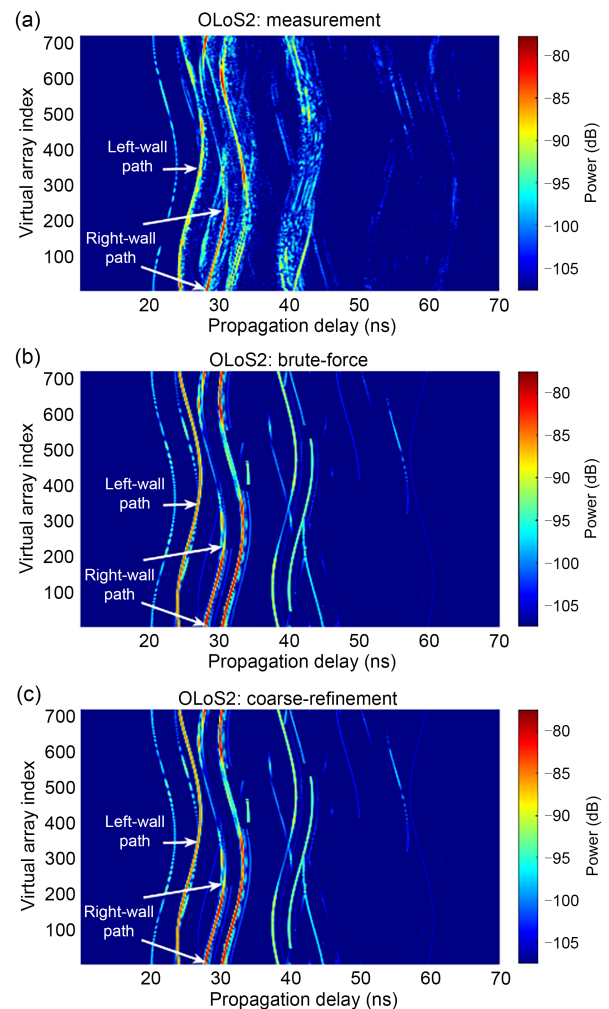 (a)
OLoS2: measurement
700
600
500
400
300
200
100
Virtual array index
Left-wall
path
Right-wall
path
20 30 40 50 60 70
Propagation delay (ns)
−80
−85
−90
−95
−100
−105
Power (dB)
(b)
OLoS2: brute-force
700
600
500
400
300
200
100
Virtual array index
Left-wall
path
Right-wall
path
20 30 40 50 60 70
Propagation delay (ns)
−80
−85
−90
−95
−100
−105
Power (dB)
(c)
OLoS2: coarse-refinement
700
600
500
400
300
200
100
Virtual array index
Left-wall
path
Right-wall
path
20 30 40 50 60 70
Propagation delay (ns)
−80
−85
−90
−95
−100
−105
Power (dB)